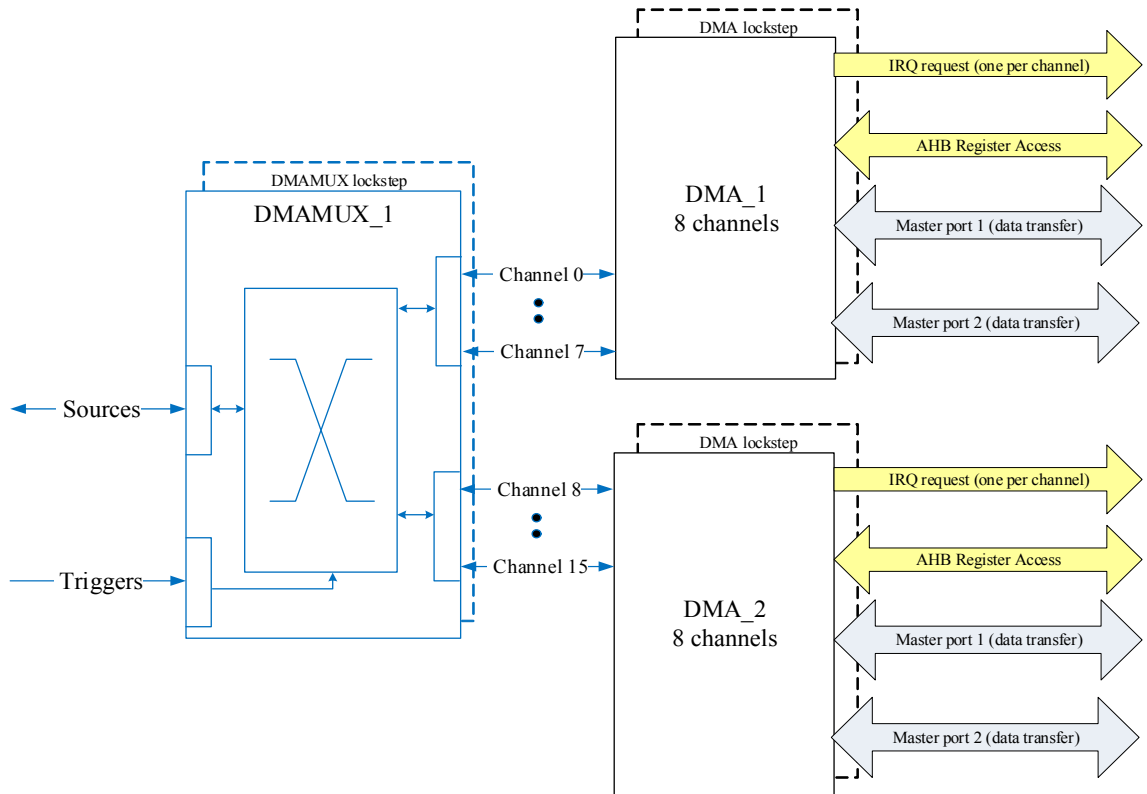 DMAMUX lockstep
DMAMUX_1
Sources
Triggers
Channel 0
Channel 7
Channel 8
Channel 15
DMA lockstep
DMA_1
8 channels
IRQ request (one per channel)
AHB Register Access
Master port 1 (data transfer)
Master port 2 (data transfer)
DMA lockstep
DMA_2
8 channels
IRQ request (one per channel)
AHB Register Access
Master port 1 (data transfer)
Master port 2 (data transfer)